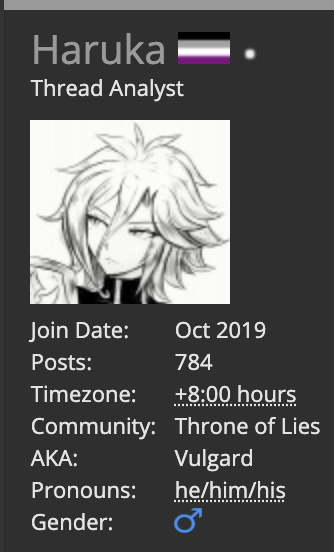 Haruka
Thread Analyst
Join Date: Oct 2019
Posts: 784
Timezone: +8:00 hours
Community: Throne of Lies
AKA: Vulgard
Pronouns: he/him/his
Gender: